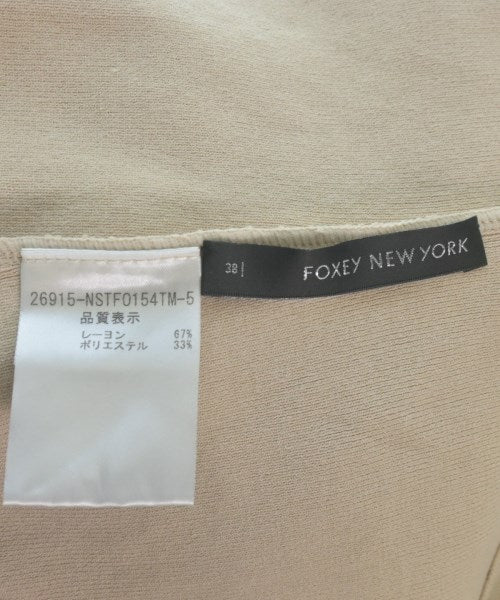 26915-NSTF0154TM-5
品質表示
レーヨン 67%
ポリエステル 33%
38
FOXEY NEW YORK